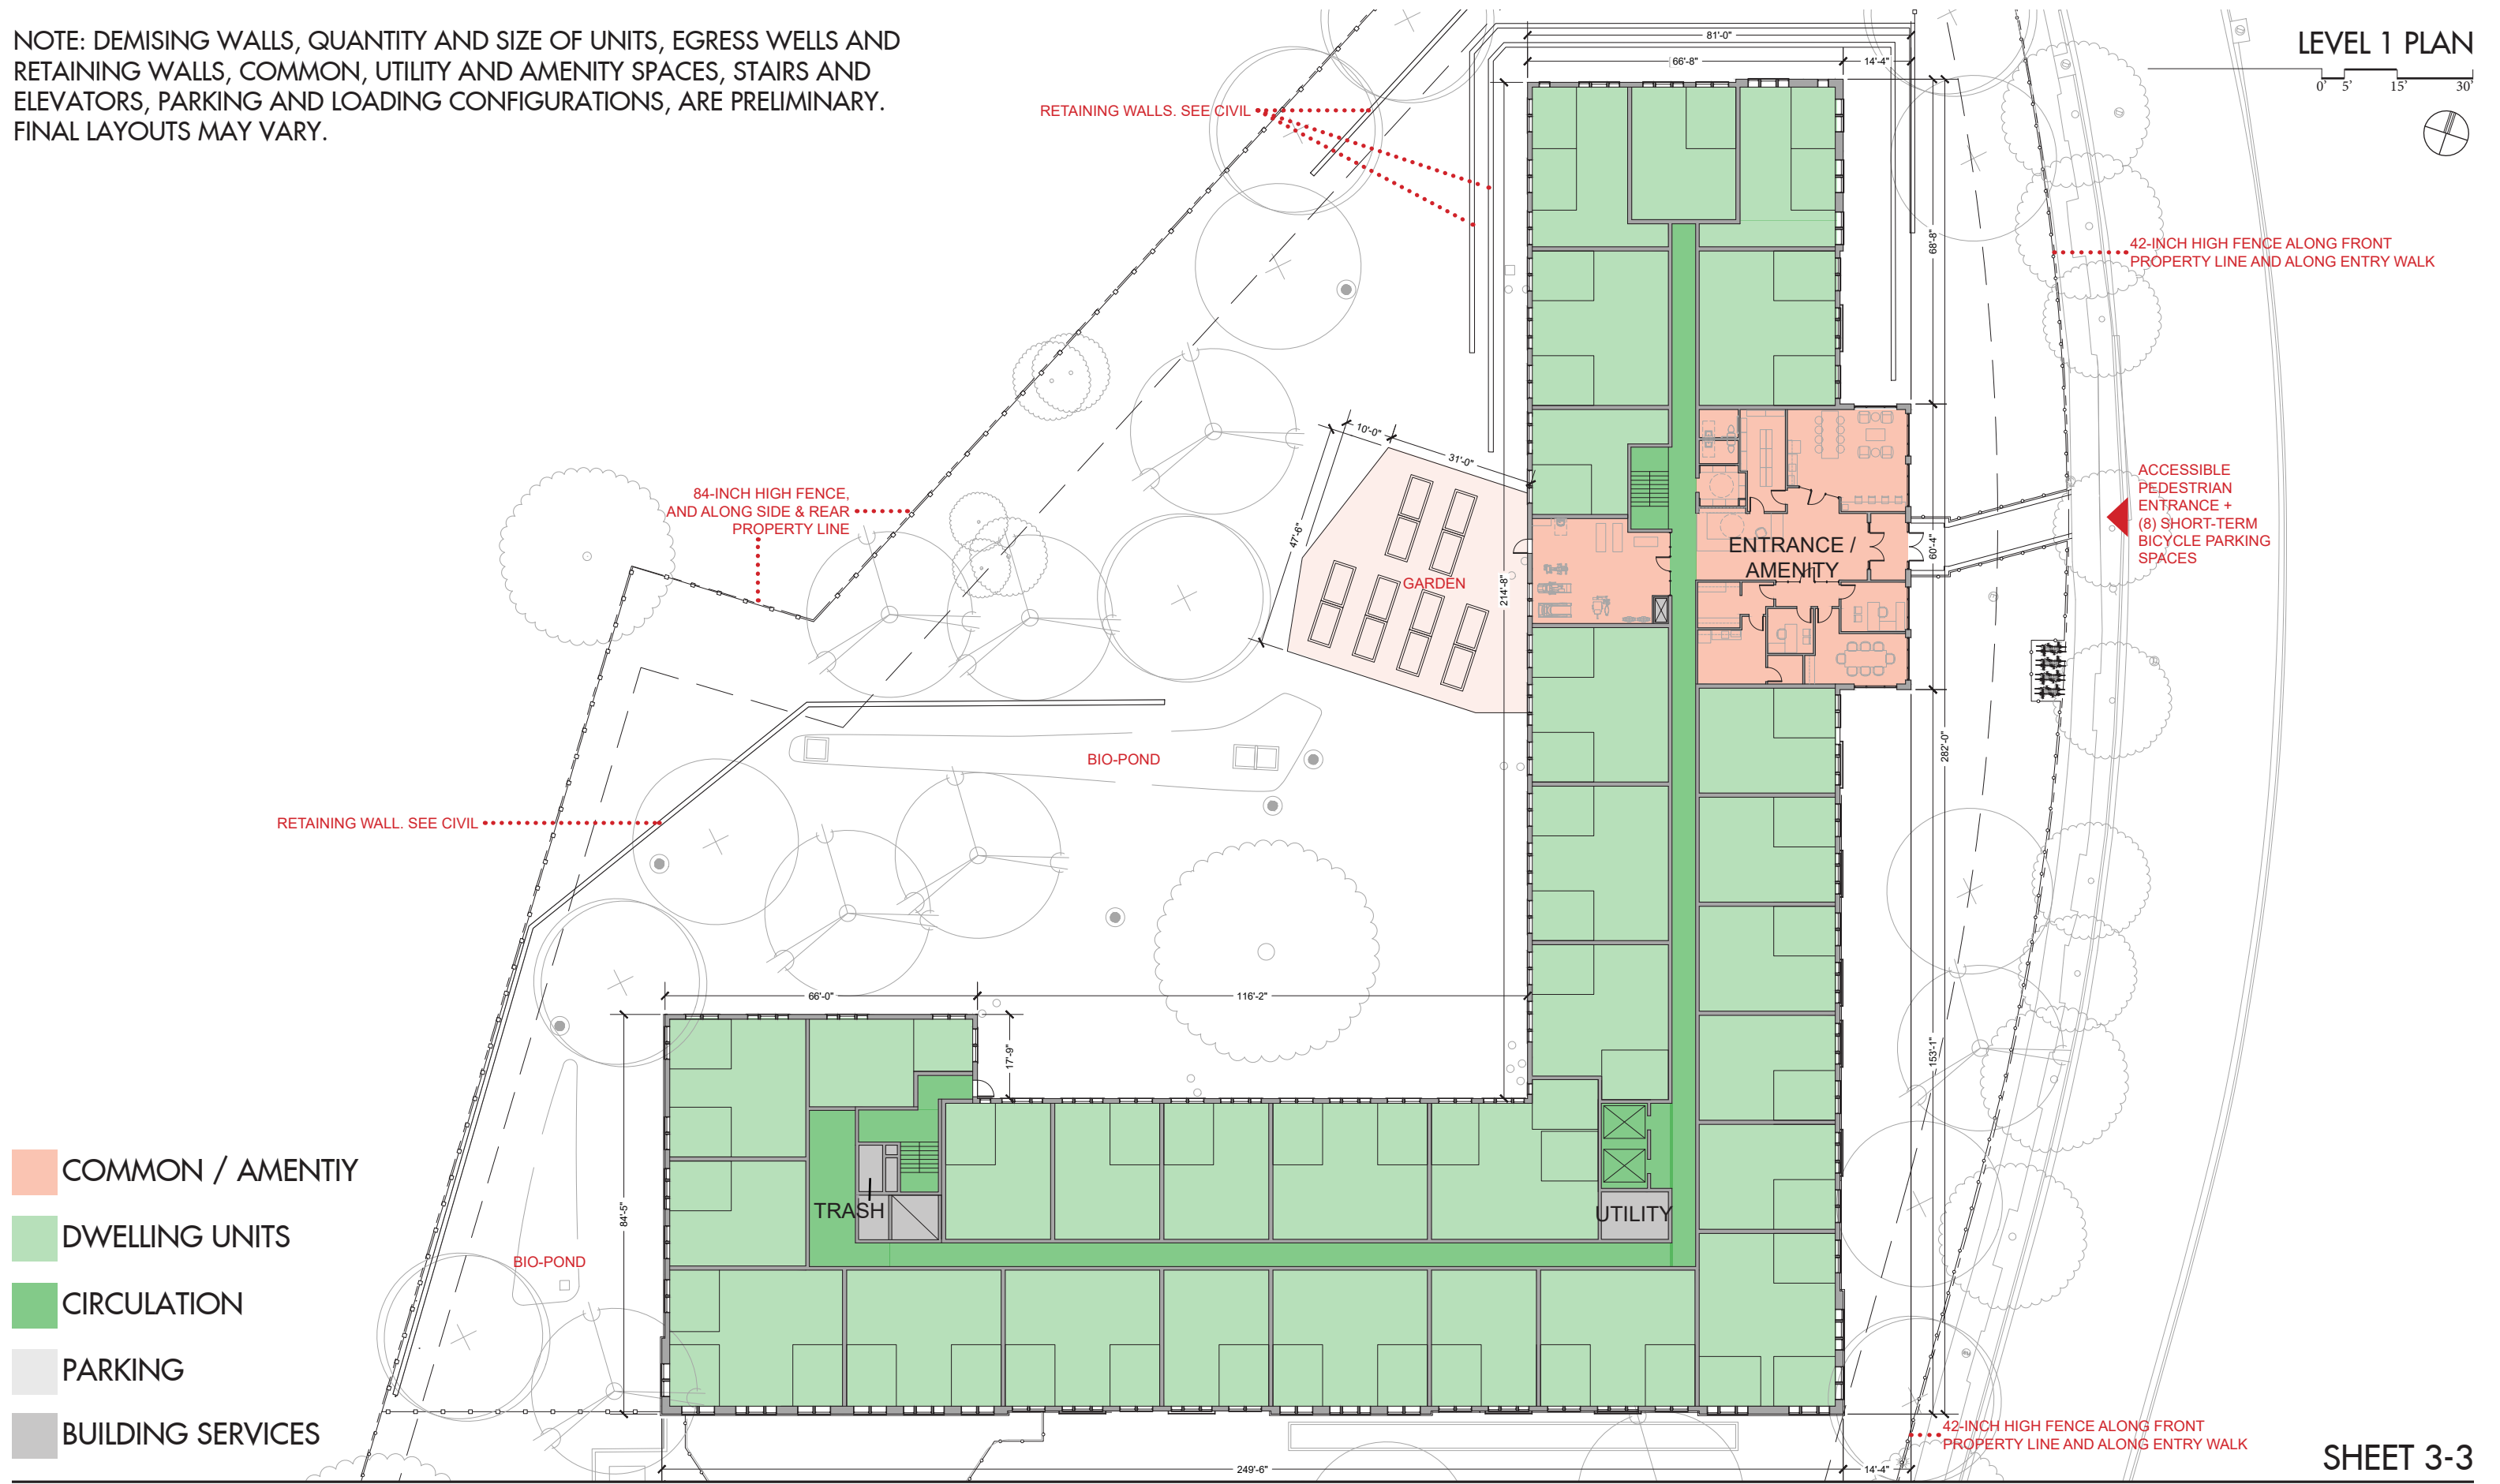 NOTE: DEMISING WALLS, QUANTITY AND SIZE OF UNITS, EGRESS WELLS AND
RETAINING WALLS, COMMON, UTILITY AND AMENITY SPACES, STAIRS AND
ELEVATORS, PARKING AND LOADING CONFIGURATIONS, ARE PRELIMINARY.
FINAL LAYOUTS MAY VARY.
LEVEL 1 PLAN
0' 5' 15' 30'
81'-0"
66'-8"
14'-4"
RETAINING WALLS. SEE CIVIL
68'-8"
42-INCH HIGH FENCE ALONG FRONT
PROPERTY LINE AND ALONG ENTRY WALK
10'-0"
31'-0"
47'-6"
84-INCH HIGH FENCE,
AND ALONG SIDE & REAR
PROPERTY LINE
ACCESSIBLE
PEDESTRIAN
ENTRANCE +
(8) SHORT-TERM
BICYCLE PARKING
SPACES
ENTRANCE /
AMENITY
60'-4"
GARDEN
214'-8"
282'-0"
BIO-POND
RETAINING WALL. SEE CIVIL
66'-0"
116'-2"
17'-9"
153'-1"
84'-5"
TRASH
UTILITY
BIO-POND
COMMON / AMENTIY
DWELLING UNITS
CIRCULATION
PARKING
BUILDING SERVICES
42-INCH HIGH FENCE ALONG FRONT
PROPERTY LINE AND ALONG ENTRY WALK
249'-6"
14'-4"
SHEET 3-3